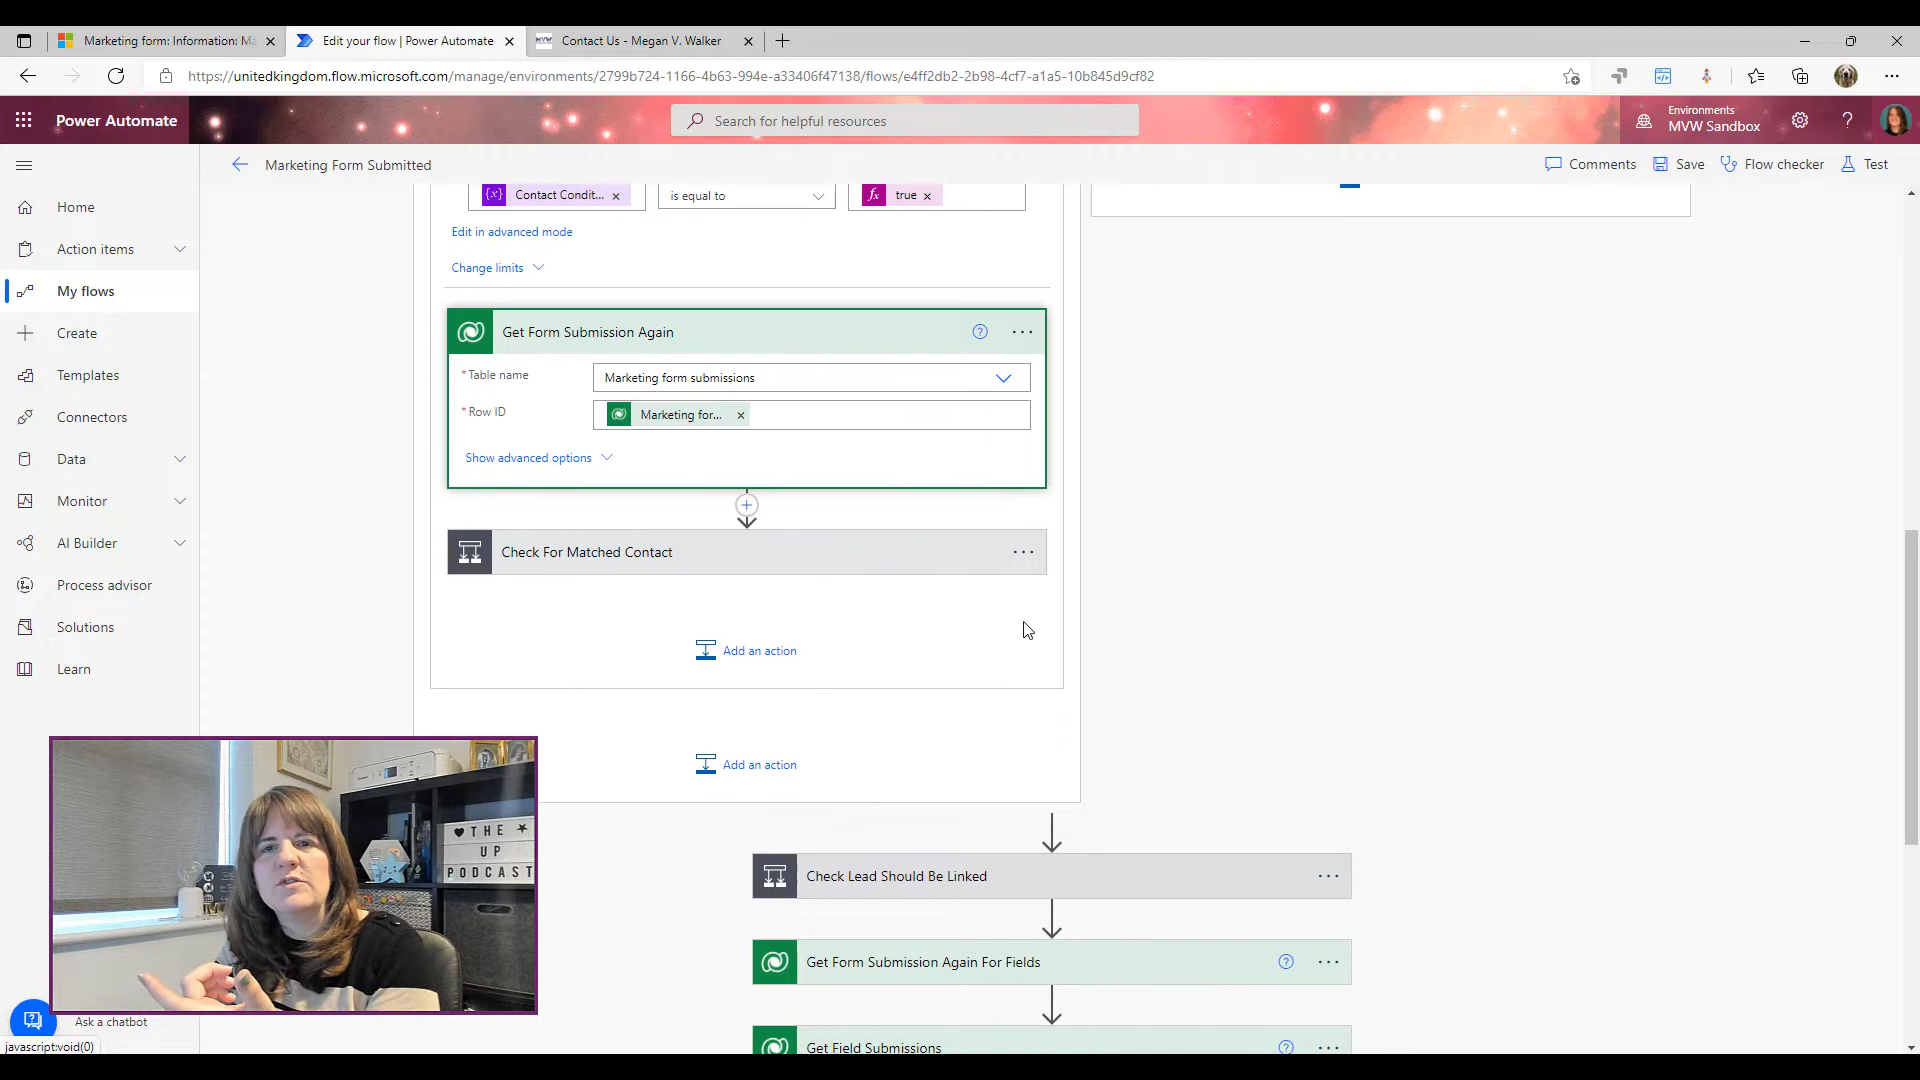 Marketing form: Information: Ma
Edit your flow | Power Automate
Contact Us - Megan V. Walker
https://unitedkingdom.flow.microsoft.com/manage/environments/2799b724-1166-4b63-994e-a33406f47138/flows/e4ff2db2-2b98-4cf7-a1a5-10b845d9cf82
Power Automate
Search for helpful resources
Environments
MVW Sandbox
Marketing Form Submitted
Comments
Save
Flow checker
Test
Home
Action items
My flows
Create
Templates
Connectors
Data
Monitor
AI Builder
Process advisor
Solutions
Learn
Ask a chatbot
javascript:void(0)
Contact Condit...
is equal to
true
Edit in advanced mode
Change limits
Get Form Submission Again
*Table name
Marketing form submissions
*Row ID
Marketing for...
Show advanced options
Check For Matched Contact
Add an action
Add an action
Check Lead Should Be Linked
Get Form Submission Again For Fields
Get Field Submissions
THE
UP
PODCAST